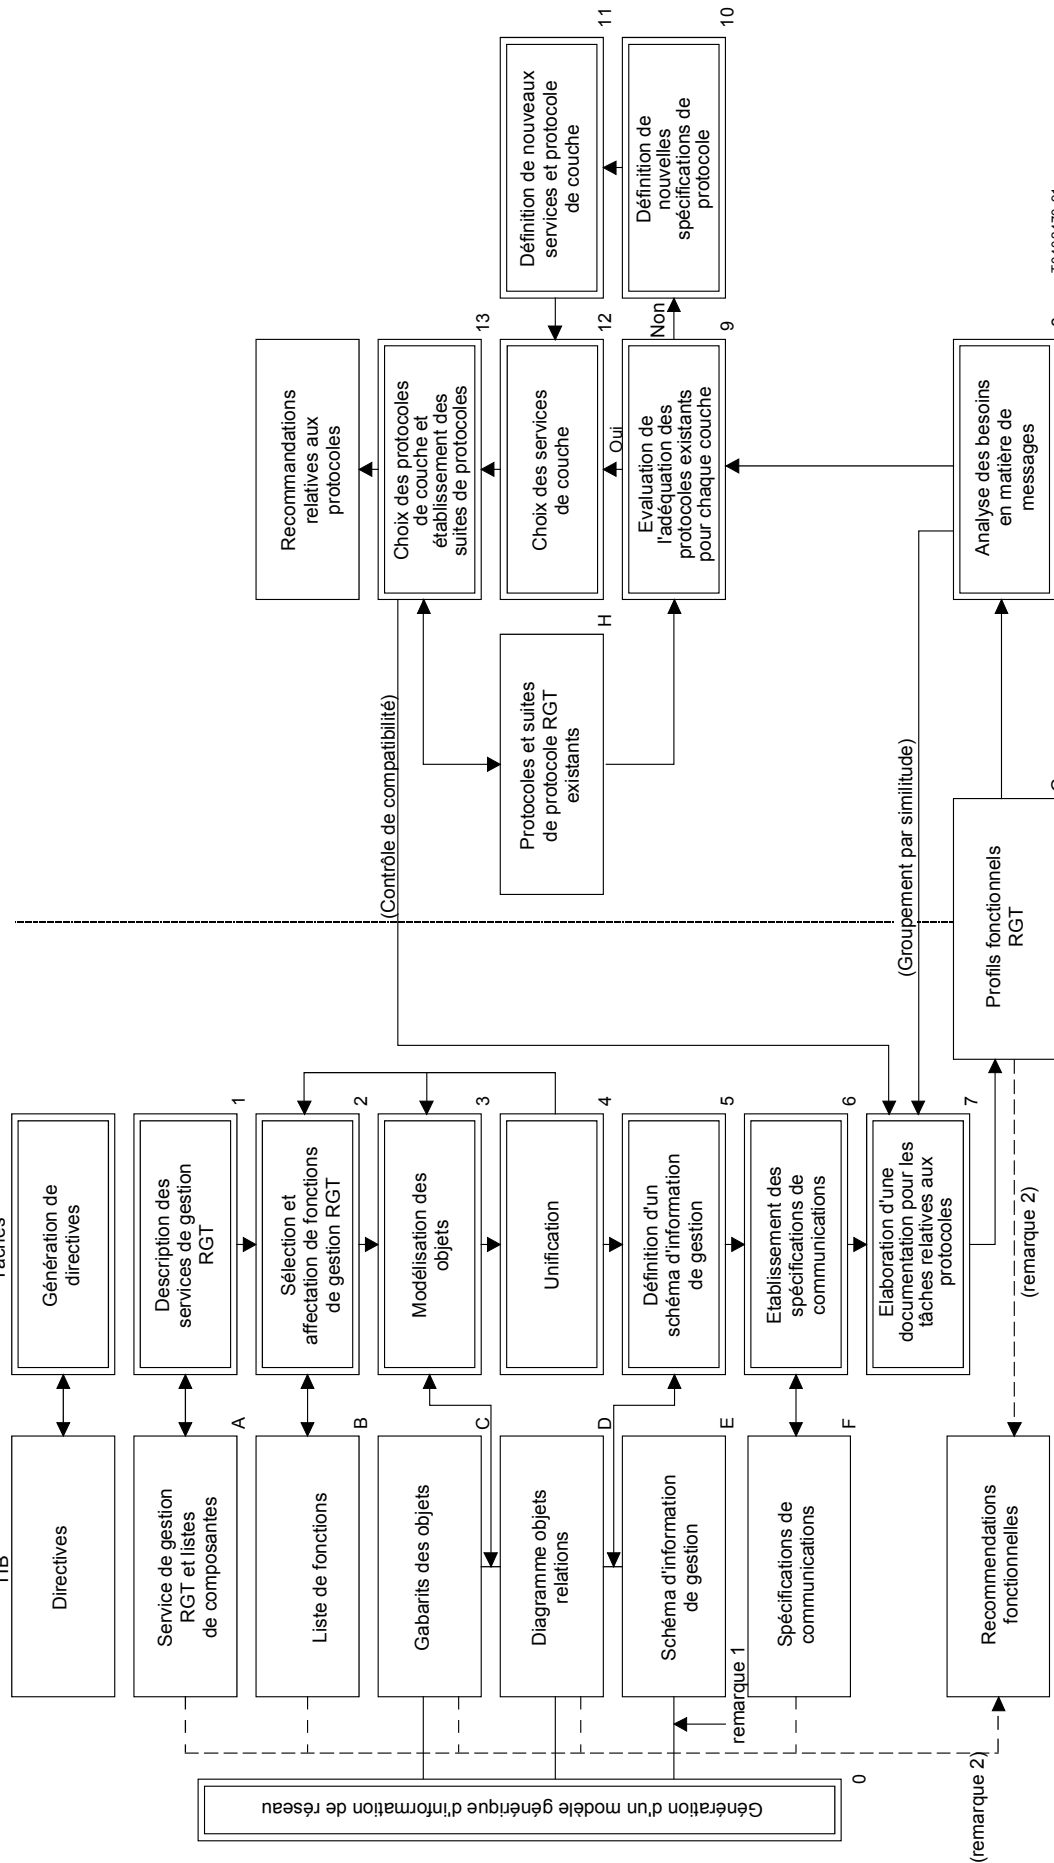 TIB
Tâches
Directives
Génération de
directives
Service de gestion
RGT et listes
de composantes
A
Description des
services de gestion
RGT
1
Liste de fonctions
B
Sélection et
affectation de fonctions
de gestion RGT
2
Gabarits des objets
C
Modélisation des
objets
3
Diagramme objets
relations
D
Unification
4
Schéma d'information
de gestion
E
Définition d'un
schéma d'information
de gestion
5
Spécifications de
communications
F
Etablissement des
spécifications de
communications
6
Elaboration d'une
documentation pour les
tâches relatives aux
protocoles
7
Recommendations
fonctionnelles
Génération d'un modèle générique d'information de réseau
0
remarque 1
(remarque 2)
(remarque 2)
Profils fonctionnels
RGT
(Contrôle de compatibilité)
(Groupement par similitude)
Protocoles et suites
de protocole RGT
existants
H
Recommandations
relatives aux
protocoles
Choix des protocoles
de couche et
établissement des
suites de protocoles
13
Choix des services
de couche
12
Oui
Evaluation de
l'adéquation des
protocoles existants
pour chaque couche
9
Non
Analyse des besoins
en matière de
messages
Définition de nouveaux
services et protocole
de couche
11
Définition de
nouvelles
spécifications de
protocole
10